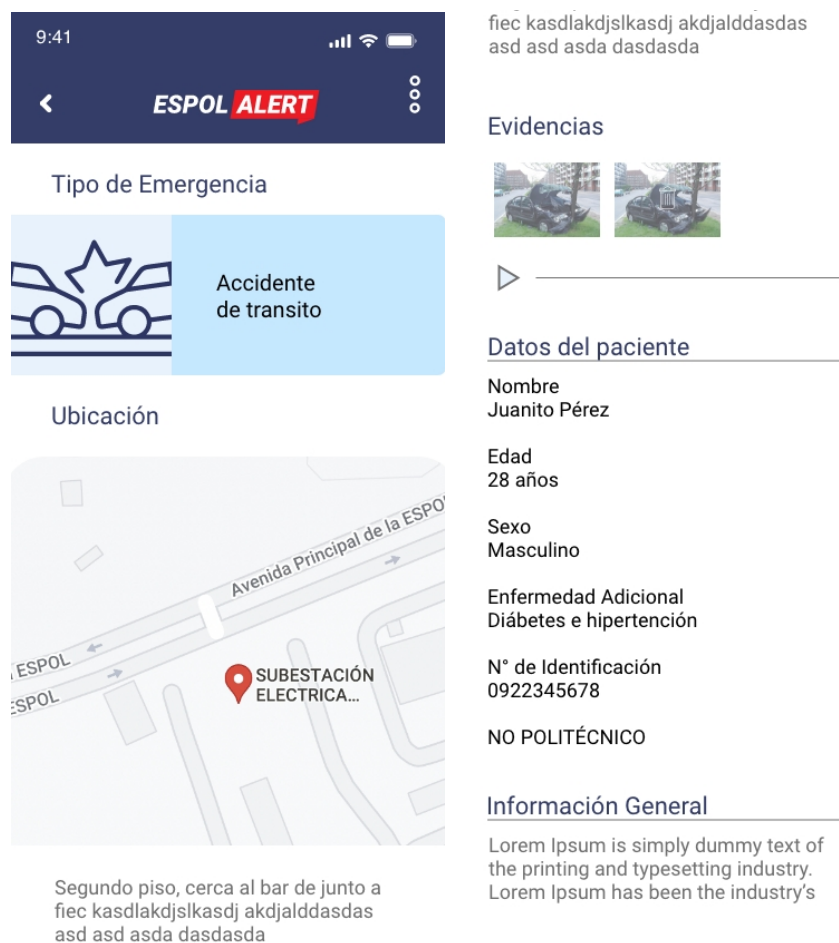 9:41
ESPOL ALERT
Tipo de Emergencia
Accidente
de transito
Ubicación
Avenida Principal de la ESPO
ESPOL
ESPOL
SUBESTACIÓN
ELECTRICA...
Segundo piso, cerca al bar de junto a
fiec kasdlakdjslkasdj akdjalddasdas
asd asd asda dasdasda
fiec kasdlakdjslkasdj akdjalddasdas
asd asd asda dasdasda
Evidencias
Datos del paciente
Nombre
Juanito Pérez
Edad
28 años
Sexo
Masculino
Enfermedad Adicional
Diábetes e hipertención
N° de Identificación
0922345678
NO POLITÉCNICO
Información General
Lorem Ipsum is simply dummy text of
the printing and typesetting industry.
Lorem Ipsum has been the industry's